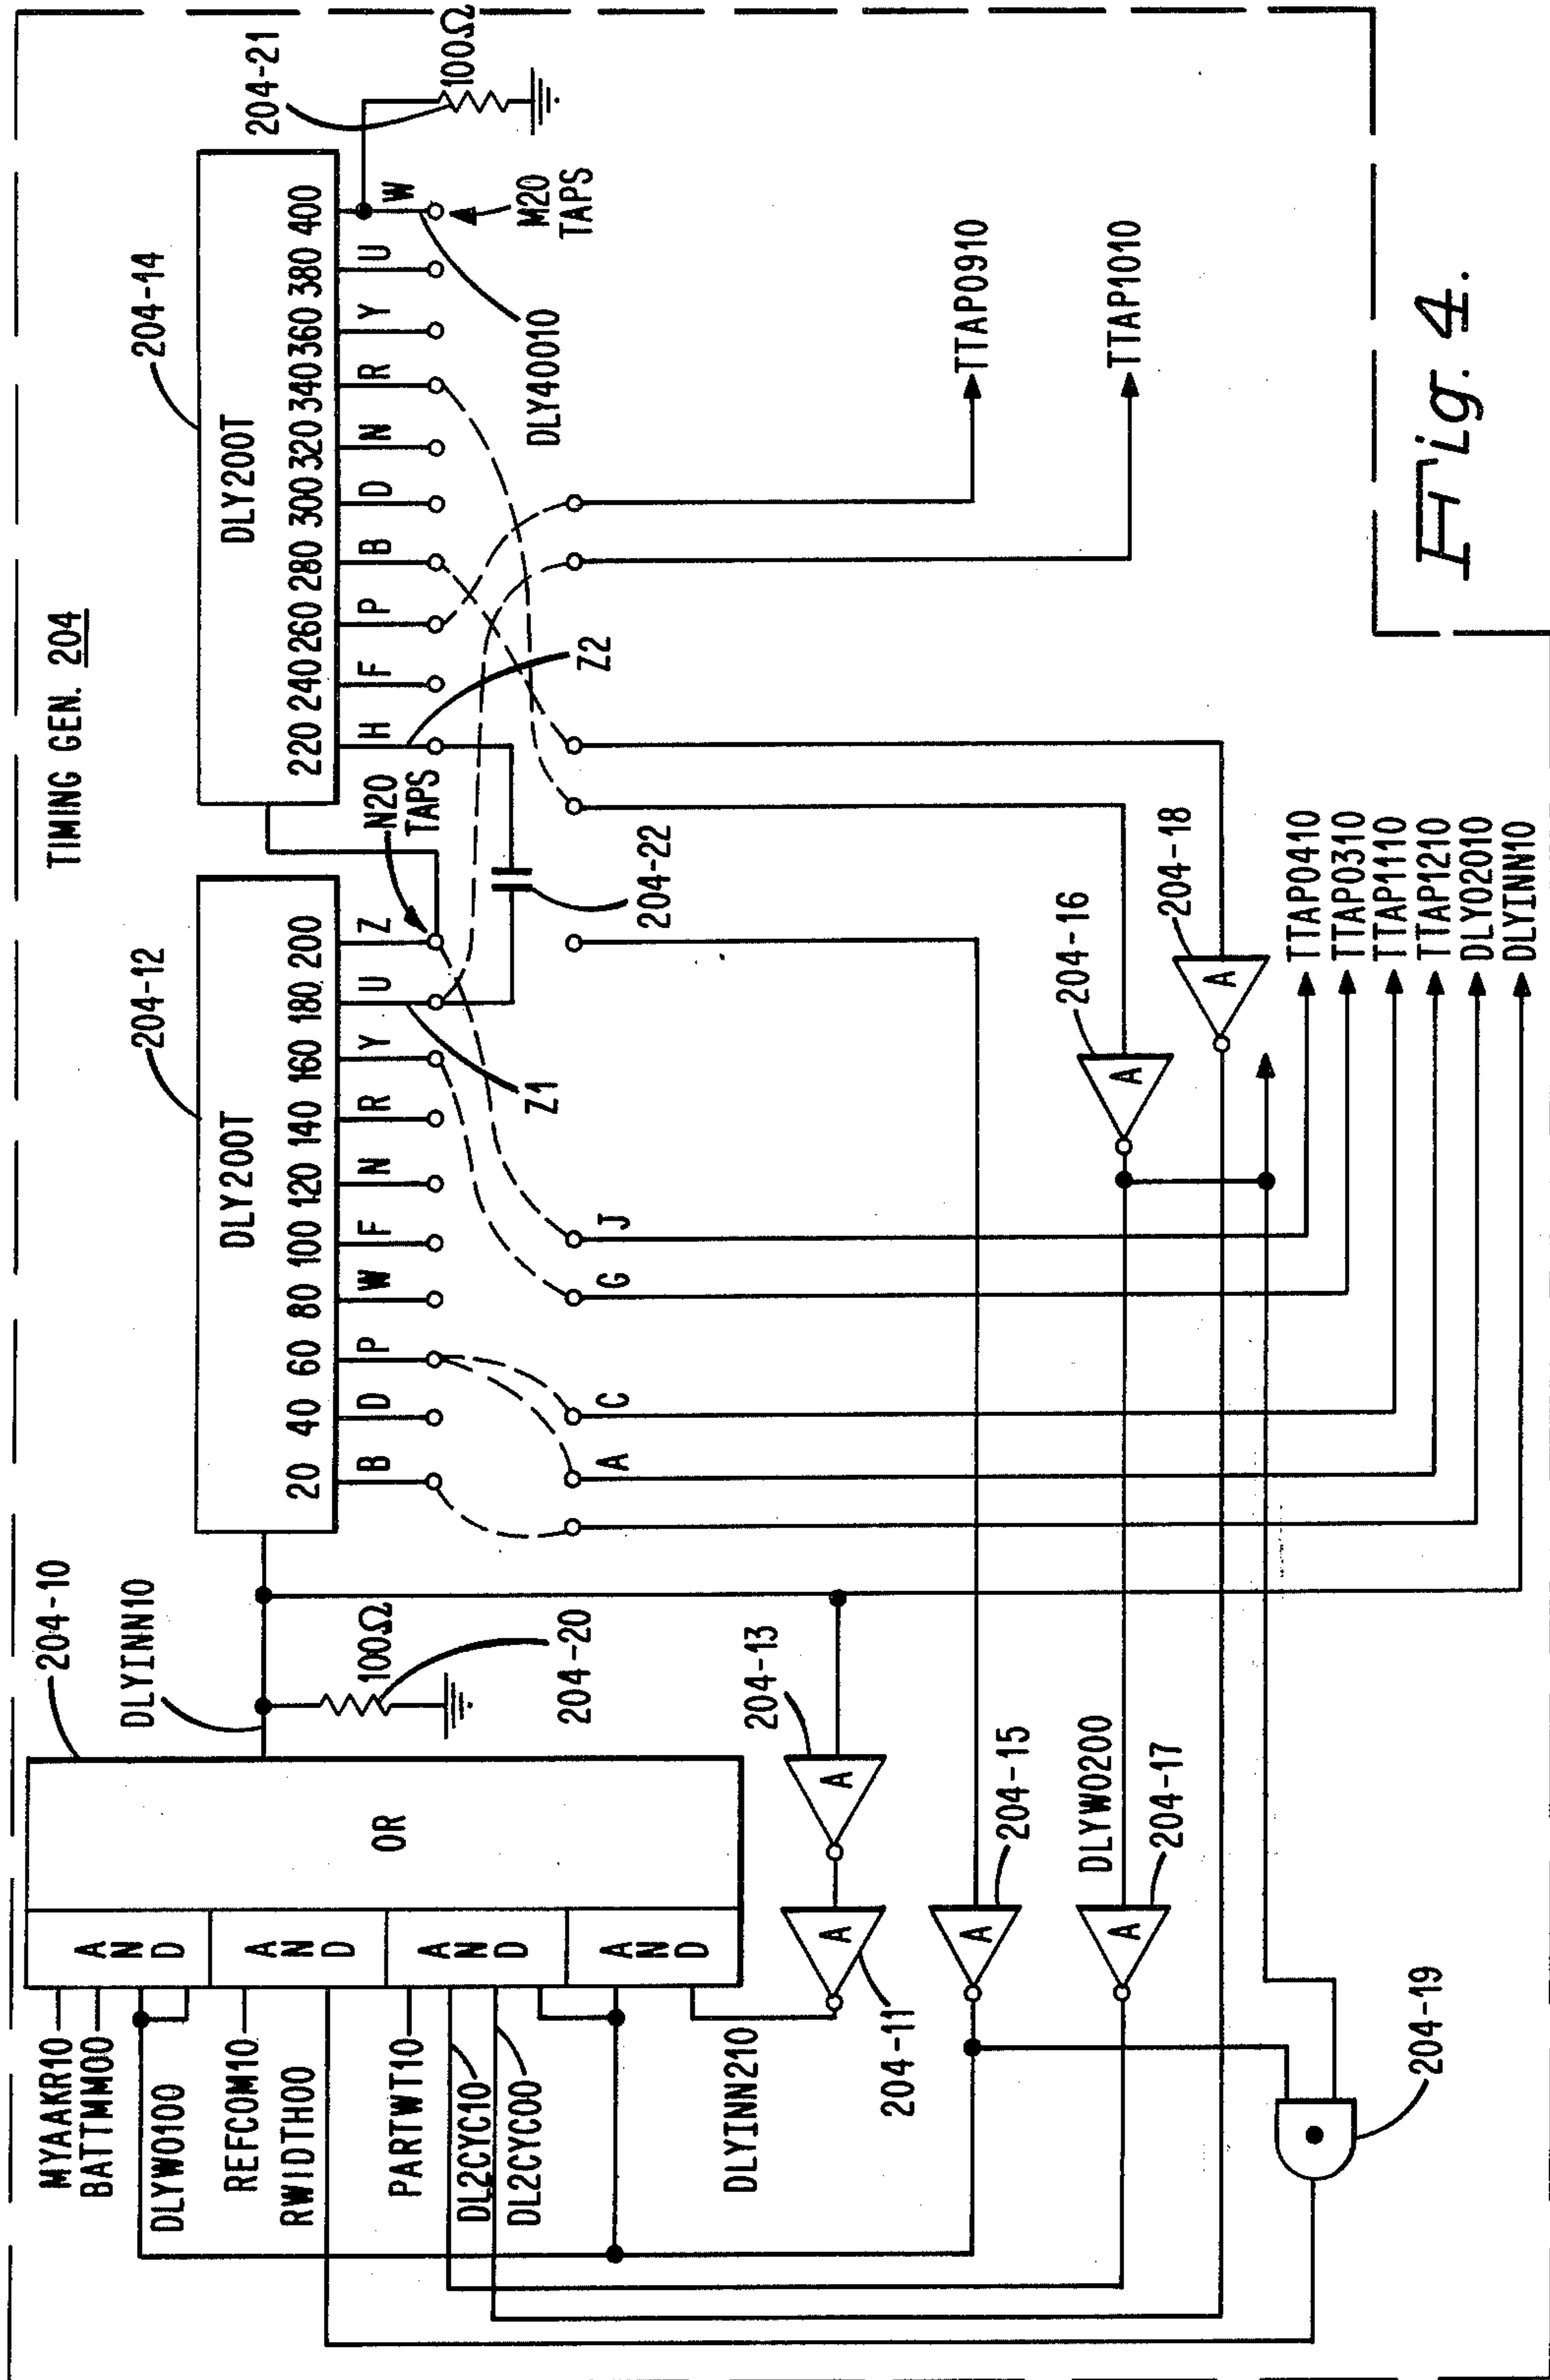 TIMING GEN. 204
204-10
204-12
204-14
204-21
DLYINN10
DLY200T
DLY200T
20 40 60 80 100 120 140 160 180 200
220 240 260 280 300 320 340 360 380 400
B D P W F N R Y U Z
H F P B D N R Y U W
100Ω
100Ω
N20
TAPS
M20
TAPS
OR
AND
AND
AND
AND
MYAKR10
BATTMM00
DLYW0100
REFCOM10
RWIDTH00
PARTWT10
DL2CYC10
DL2CYC00
DLYINN210
204-20
Z1
Z2
204-22
DLY40010
A C G J
204-13
A
A
204-11
204-15
A
DLYW0200
204-17
A
204-16
A
204-18
A
204-19
TTAP0910
TTAP1010
TTAP0410
TTAP0310
TTAP1110
TTAP1210
DLY02010
DLYINN10
Fig. 4.